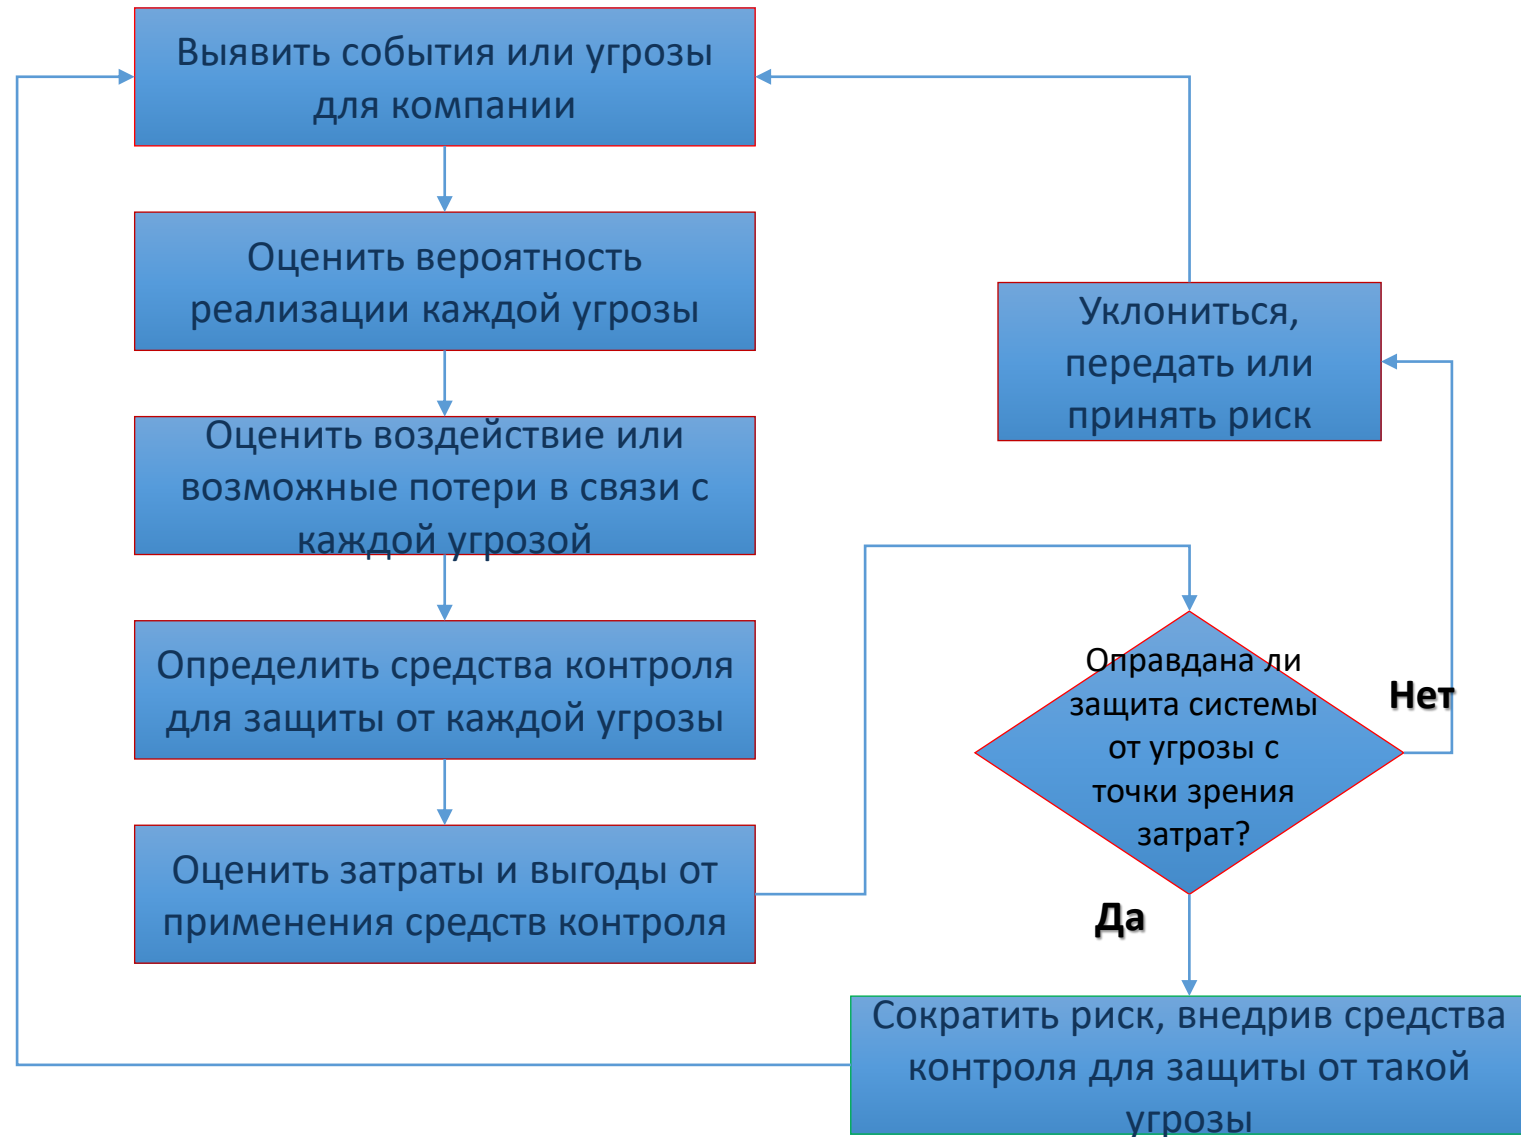 Выявить события или угрозы
для компании
Оценить вероятность
реализации каждой угрозы
Оценить воздействие или
возможные потери в связи с
каждой угрозой
Определить средства контроля
для защиты от каждой угрозы
Оценить затраты и выгоды от
применения средств контроля
Уклониться,
передать или
принять риск
Оправдана ли
защита системы
от угрозы с
точки зрения
затрат?
Нет
Да
Сократить риск, внедрив средства
контроля для защиты от такой
угрозы